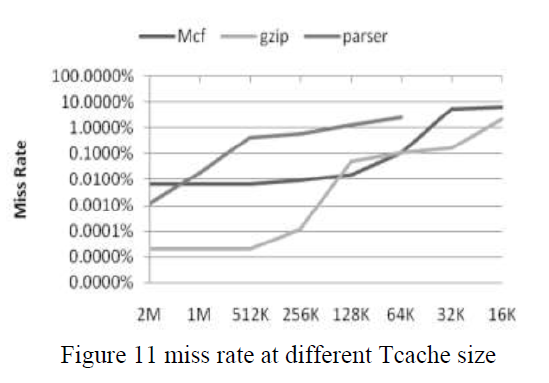 Mcf gzip parser
100.0000%
10.0000%
1.0000%
0.1000%
0.0100%
0.0010%
0.0001%
0.0000%
0.0000%
Miss Rate
2M 1M 512K 256K 128K 64K 32K 16K
Figure 11 miss rate at different Tcache size